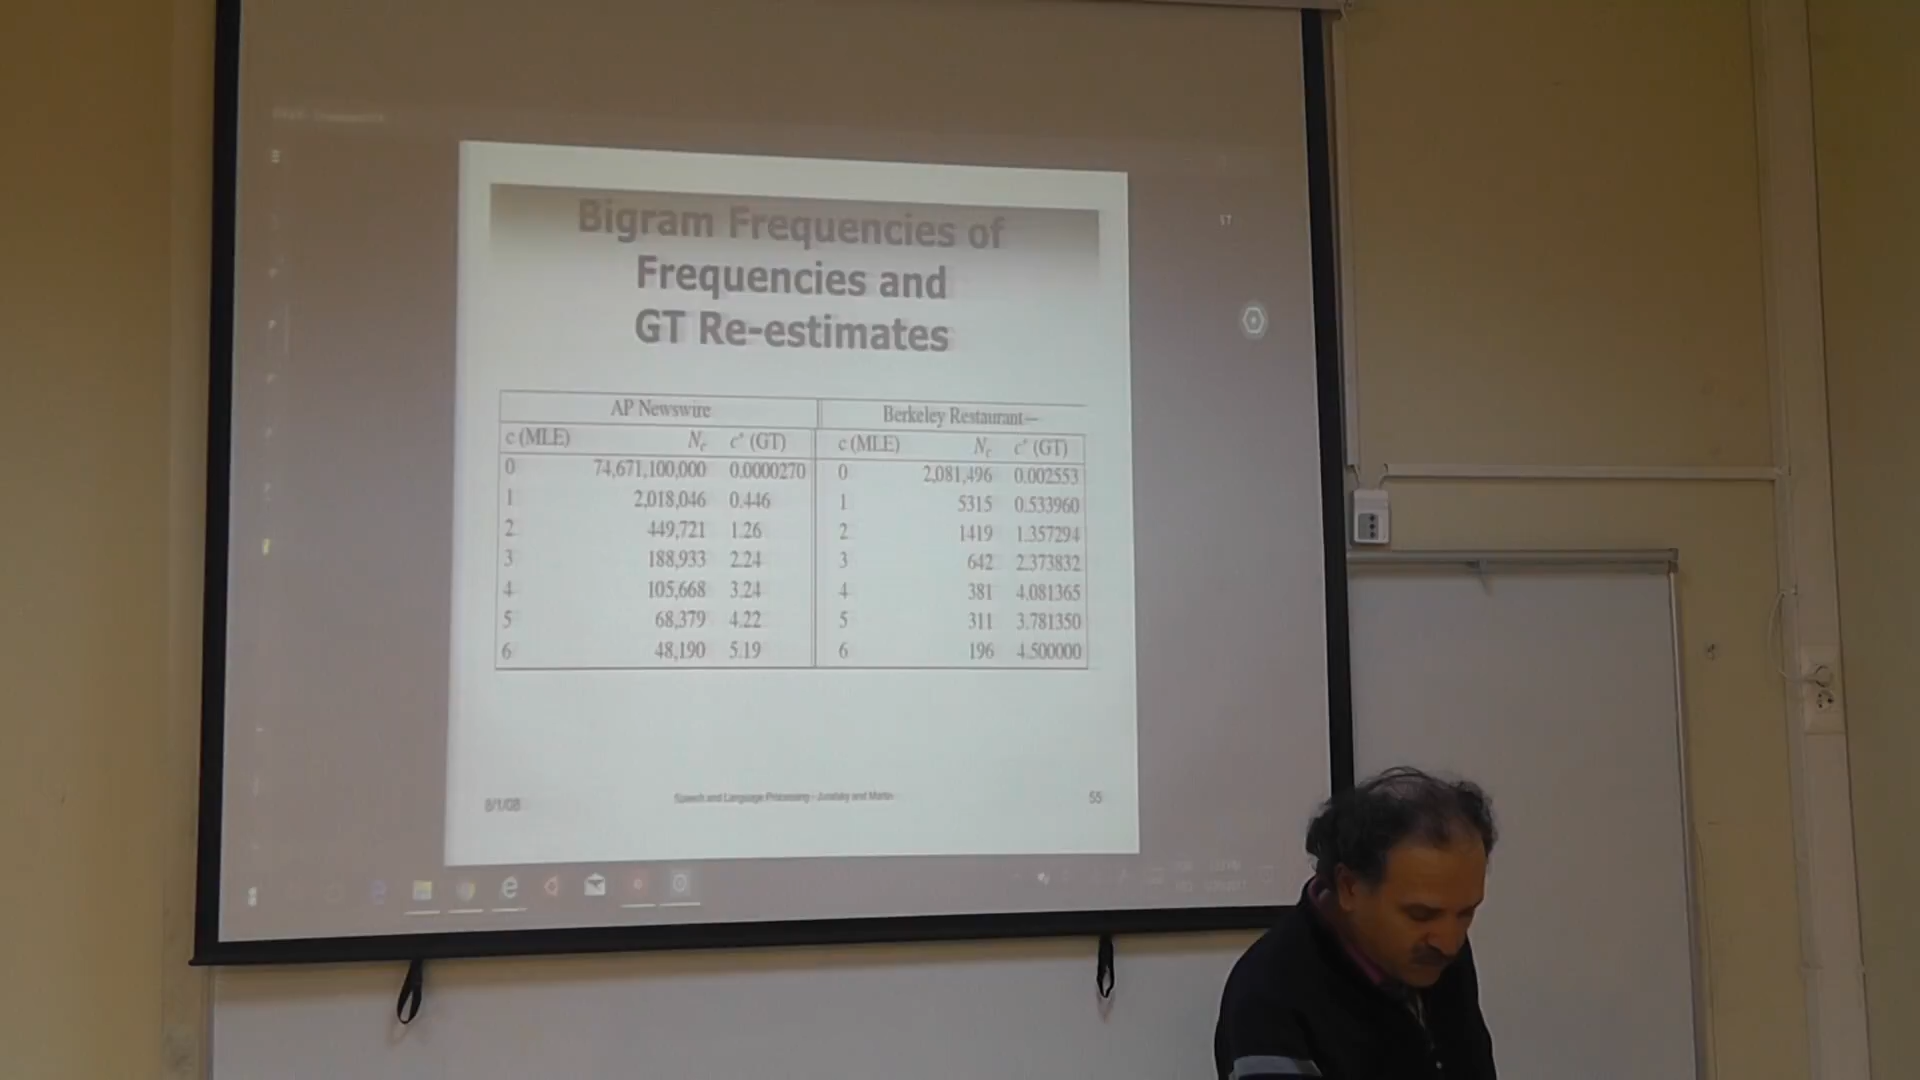 Bigram Frequencies of
Frequencies and
GT Re-estimates
AP Newswire Berkeley Restaurant—
c (MLE) Nc c* (GT) c (MLE) Nc c* (GT)
0 74,671,100,000 0.0000270 0 2,081,496 0.002553
1 2,018,046 0.446 1 5315 0.533960
2 449,721 1.26 2 1419 1.357294
3 188,933 2.24 3 642 2.373832
4 105,668 3.24 4 381 4.081365
5 68,379 4.22 5 311 3.781350
6 48,190 5.19 6 196 4.500000
8/1/08 Speech and Language Processing - Jurafsky and Martin 55